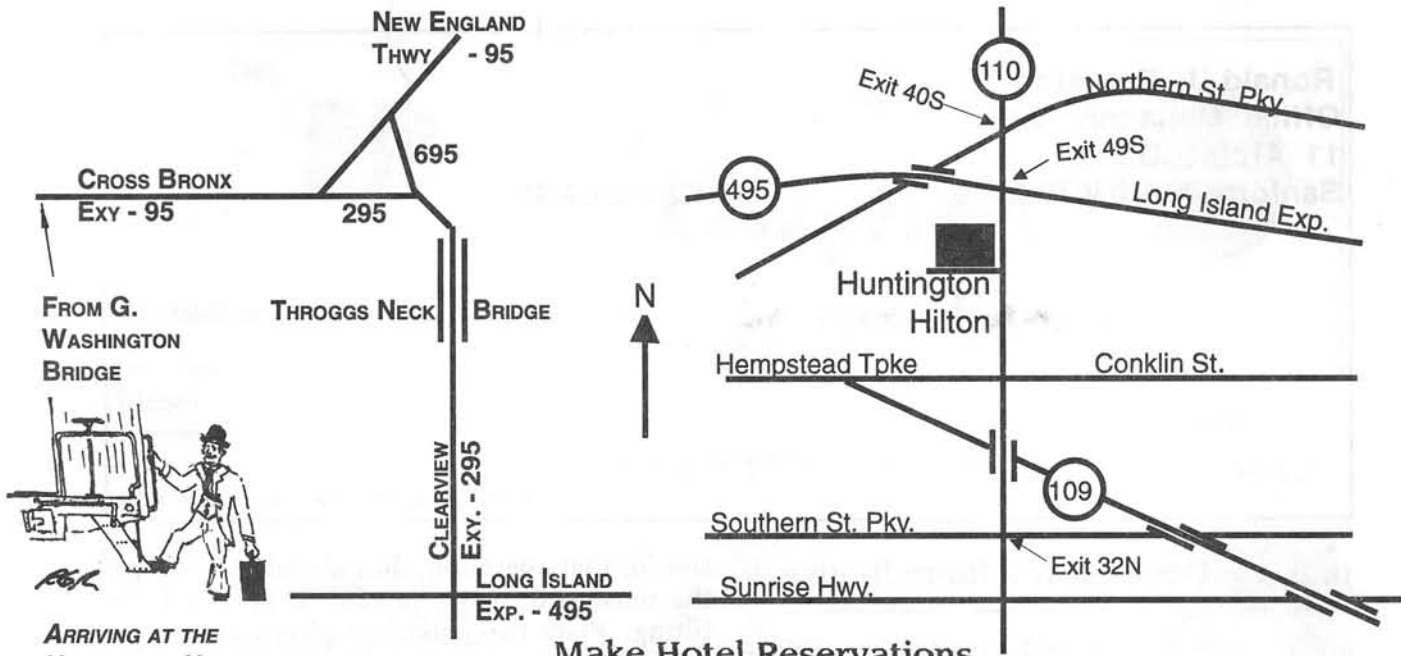 NEW ENGLAND
THWY - 95
695
CROSS BRONX
EXY - 95
295
FROM G.
WASHINGTON
BRIDGE
THROGGS NECK BRIDGE
CLEARVIEW
EXY. - 295
LONG ISLAND
EXP. - 495
ARRIVING AT THE
N
110
Exit 40S
Northern St. Pky
495
Exit 49S
Long Island Exp.
Huntington
Hilton
Hempstead Tpke
Conklin St.
109
Southern St. Pkv.
Exit 32N
Sunrise Hwv.
Make Hotel Reservations